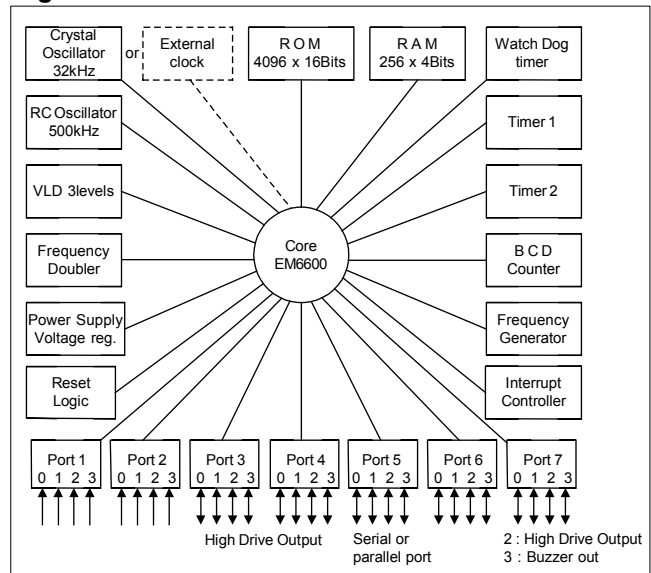 Crystal
Oscillator
32kHz
or
External
clock
ROM
4096 x 16Bits
RAM
256 x 4Bits
Watch Dog
timer
RC Oscillator
500kHz
Timer 1
VLD 3levels
Timer 2
Core
EM6600
Frequency
Doubler
BCD
Counter
Power Supply
Voltage reg.
Frequency
Generator
Reset
Logic
Interrupt
Controller
Port 1
0 1 2 3
Port 2
0 1 2 3
Port 3
0 1 2 3
Port 4
0 1 2 3
Port 5
0 1 2 3
Port 6
0 1 2 3
Port 7
0 1 2 3
High Drive Output
Serial or
parallel port
2 : High Drive Output
3 : Buzzer out